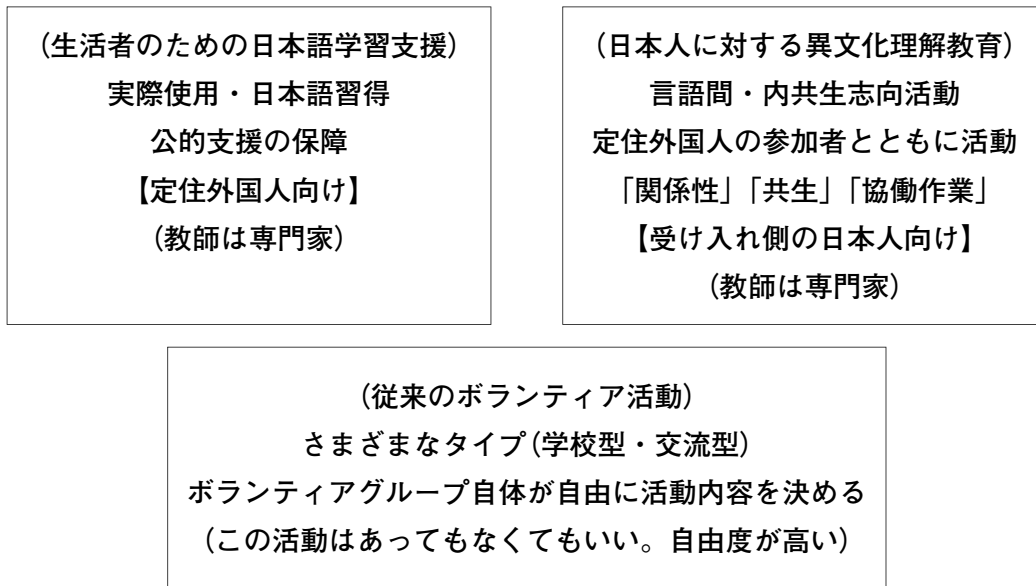 (生活者のための日本語学習支援)
実際使用・日本語習得
公的支援の保障
【定住外国人向け】
(教師は専門家)
(日本人に対する異文化理解教育)
言語間・内共生志向活動
定住外国人の参加者とともに活動
「関係性」「共生」「協働作業」
【受け入れ側の日本人向け】
(教師は専門家)
(従来のボランティア活動)
さまざまなタイプ(学校型・交流型)
ボランティアグループ自体が自由に活動内容を決める
(この活動はあってもなくてもいい。自由度が高い)